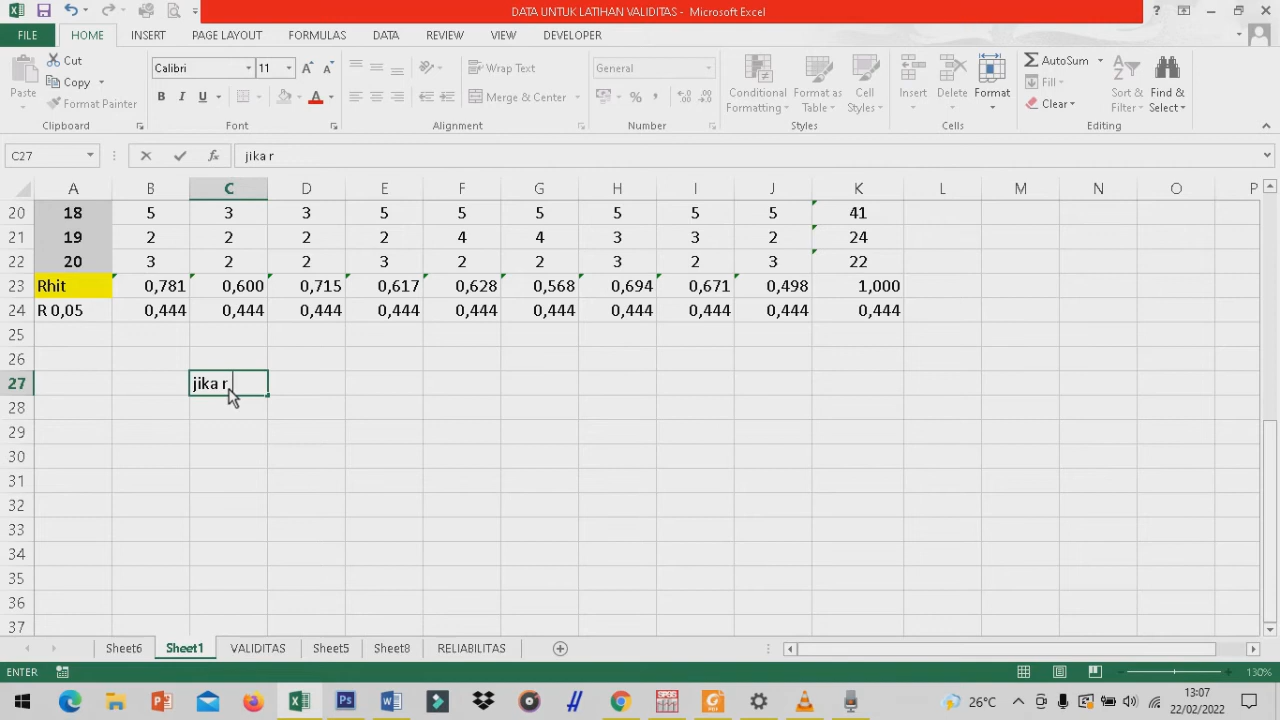 DATA UNTUK LATIHAN VALIDITAS - Microsoft Excel
FILE HOME INSERT PAGE LAYOUT FORMULAS DATA REVIEW VIEW DEVELOPER
Paste Cut Copy Format Painter
Clipboard
Calibri 11
B I U
Font
Wrap Text
Merge & Center
Alignment
General
Number
Conditional Formatting
Format as Table
Cell Styles
Styles
Insert Delete Format
Cells
AutoSum
Fill
Clear
Sort & Filter
Find & Select
Editing
C27 jika r
A B C D E F G H I J K L M N O P
20 18 5 3 3 5 5 5 5 5 5 41
21 19 2 2 2 2 4 4 3 3 2 24
22 20 3 2 2 3 2 2 3 2 3 22
23 Rhit 0,781 0,600 0,715 0,617 0,628 0,568 0,694 0,671 0,498 1,000
24 R 0,05 0,444 0,444 0,444 0,444 0,444 0,444 0,444 0,444 0,444 0,444
25
26
27 jika r
28
29
30
31
32
33
34
35
36
37
Sheet6 Sheet1 VALIDITAS Sheet5 Sheet8 RELIABILITAS
ENTER 130%
26°C 13:07
22/02/2022